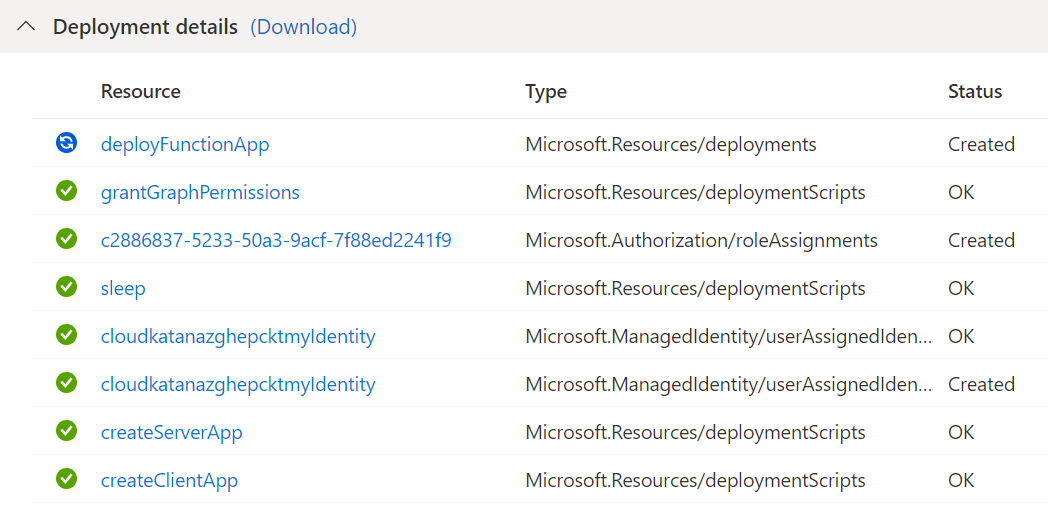 Deployment details (Download)
Resource Type Status
deployFunctionApp Microsoft.Resources/deployments Created
grantGraphPermissions Microsoft.Resources/deploymentScripts OK
c2886837-5233-50a3-9acf-7f88ed2241f9 Microsoft.Authorization/roleAssignments Created
sleep Microsoft.Resources/deploymentScripts OK
cloudkatanazghepcktmyIdentity Microsoft.ManagedIdentity/userAssignedIden... OK
cloudkatanazghepcktmyIdentity Microsoft.ManagedIdentity/userAssignedIden... Created
createServerApp Microsoft.Resources/deploymentScripts OK
createClientApp Microsoft.Resources/deploymentScripts OK